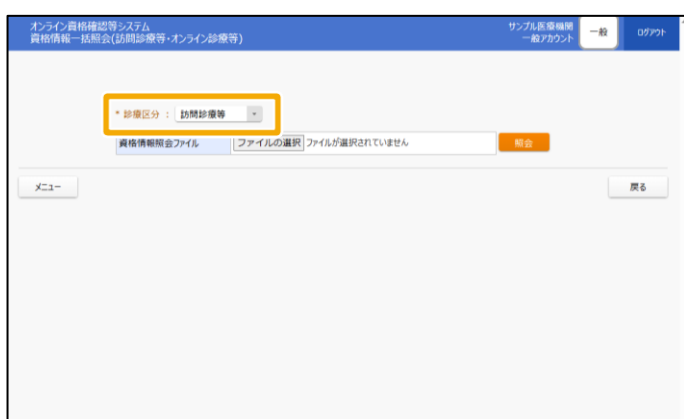 オンライン資格確認等システム
資格情報一括照会(訪問診療等・オンライン診療等)
サンプル医療機関
一般アカウント
一般
ログアウト
* 診療区分 : 訪問診療等
資格情報照会ファイル ファイルの選択 ファイルが選択されていません 照会
メニュー 戻る